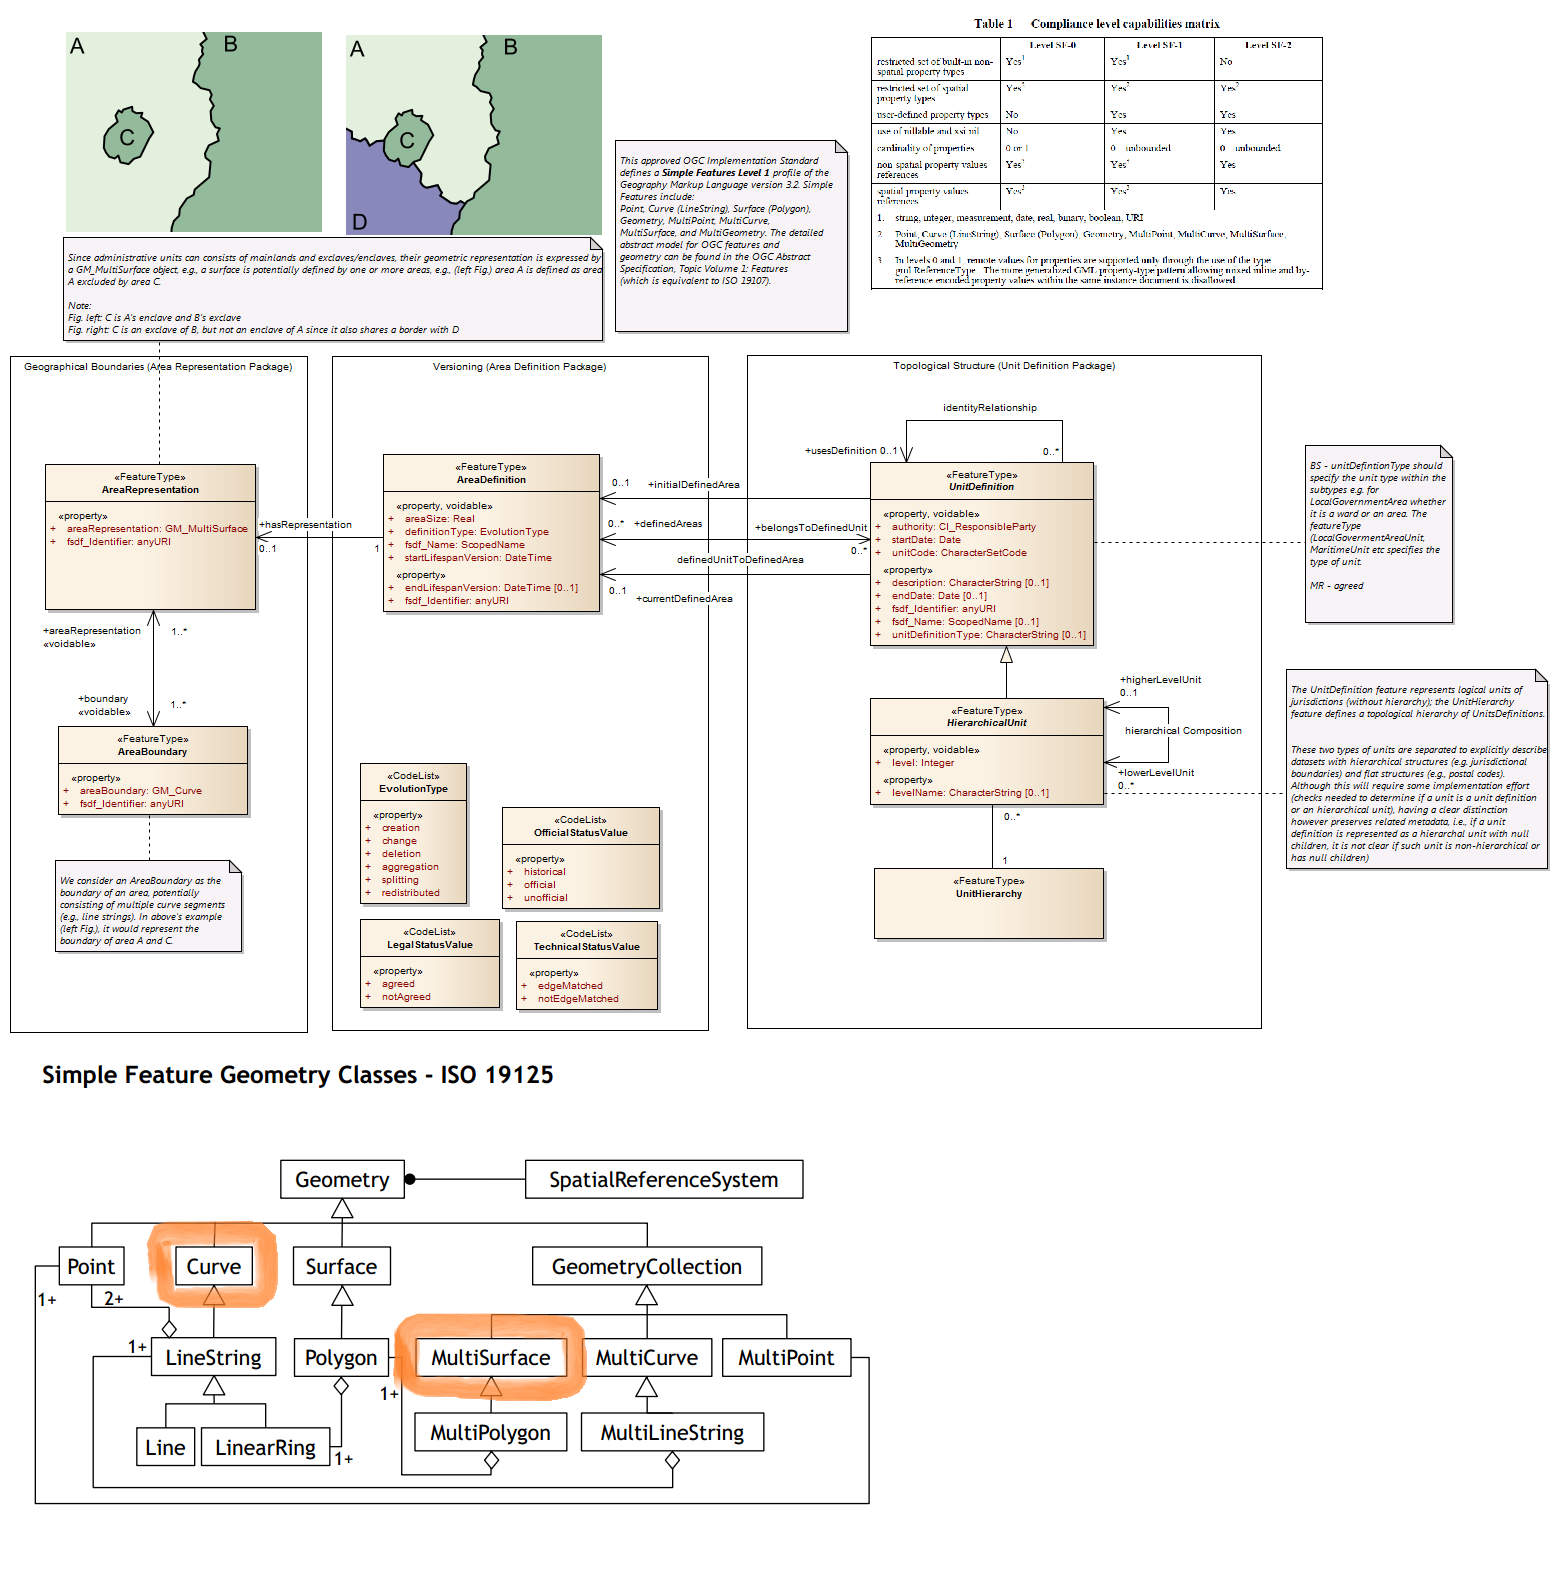 A
B
C
A
B
C
D
Table 1 Compliance level capabilities matrix
Level SF-0 Level SF-1 Level SF-2
restricted set of built-in non-
spatial property types
Yes1 Yes1 No
restricted set of spatial
property types
Yes2 Yes2 Yes2
user-defined property types No Yes Yes
use of nillable and xsi:nil No Yes Yes
cardinality of properties 0 or 1 0 unbounded 0 unbounded
non spatial property values
references
Yes3 Yes3 Yes
spatial property values
references
Yes3 Yes3 Yes
1. string, integer, measurement, date, real, binary, boolean, URI
2 Point, Curve (LineString), Surface (Polygon), Geometry, MultiPoint, MultiCurve, MultiSurface,
MultiGeometry
3 In levels 0 and 1, remote values for properties are supported only through the use of the type
gml ReferenceType. The more generalized GML property-type pattern allowing mixed inline and by-
reference encoded property values within the same instance document is disallowed
This approved OGC Implementation Standard
defines a Simple Features Level 1 profile of the
Geography Markup Language version 3.2. Simple
Features include:
Point, Curve (LineString), Surface (Polygon),
Geometry, MultiPoint, MultiCurve,
MultiSurface, and MultiGeometry. The detailed
abstract model for OGC features and
geometry can be found in the OGC Abstract
Specification, Topic Volume 1: Features
(which is equivalent to ISO 19107).
Since administrative units can consists of mainlands and exclaves/enclaves, their geometric representation is expressed by
a GM_MultiSurface object, e.g., a surface is potentially defined by one or more areas, e.g., (left Fig.) area A is defined as area
A excluded by area C.
Note:
Fig. left: C is A's enclave and B's exclave
Fig. right: C is an exclave of B, but not an enclave of A since it also shares a border with D
Geographical Boundaries (Area Representation Package)
«FeatureType»
AreaRepresentation
«property»
+ areaRepresentation: GM_MultiSurface
+ fsdf_Identifier: anyURI
+areaRepresentation
«voidable»
1..*
+boundary
«voidable»
1..*
«FeatureType»
AreaBoundary
«property»
+ areaBoundary: GM_Curve
+ fsdf_Identifier: anyURI
We consider an AreaBoundary as the
boundary of an area, potentially
consisting of multiple curve segments
(e.g., line strings). In above's example
(left Fig.), it would represent the
boundary of area A and C.
+hasRepresentation
0..1
1
Versioning (Area Definition Package)
«FeatureType»
AreaDefinition
«property, voidable»
+ areaSize: Real
+ definitionType: EvolutionType
+ fsdf_Name: ScopedName
+ startLifespanVersion: DateTime
«property»
+ endLifespanVersion: DateTime [0..1]
+ fsdf_Identifier: anyURI
«CodeList»
EvolutionType
«property»
+ creation
+ change
+ deletion
+ aggregation
+ splitting
+ redistributed
«CodeList»
OfficialStatusValue
«property»
+ historical
+ official
+ unofficial
«CodeList»
LegalStatusValue
«property»
+ agreed
+ notAgreed
«CodeList»
TechnicalStatusValue
«property»
+ edgeMatched
+ notEdgeMatched
0..1 +initialDefinedArea
0..* +definedAreas
+belongsToDefinedUnit
0..*
definedUnitToDefinedArea
0..1
+currentDefinedArea
Topological Structure (Unit Definition Package)
identityRelationship
+usesDefinition 0..1
0..*
«FeatureType»
UnitDefinition
«property, voidable»
+ authority: CI_ResponsibleParty
+ startDate: Date
+ unitCode: CharacterSetCode
«property»
+ description: CharacterString [0..1]
+ endDate: Date [0..1]
+ fsdf_Identifier: anyURI
+ fsdf_Name: ScopedName [0..1]
+ unitDefinitionType: CharacterString [0..1]
«FeatureType»
HierarchicalUnit
«property, voidable»
+ level: Integer
«property»
+ levelName: CharacterString [0..1]
+higherLevelUnit
0..1
hierarchical Composition
+lowerLevelUnit
0..*
0..*
1
«FeatureType»
UnitHierarchy
BS - unitDefintionType should
specify the unit type within the
subtypes e.g. for
LocalGovernmentArea whether
it is a ward or an area. The
featureType
(LocalGovermentAreaUnit,
MaritimeUnit etc specifies the
type of unit.
MR - agreed
The UnitDefinition feature represents logical units of
jurisdictions (without hierarchy); the UnitHierarchy
feature defines a topological hierarchy of UnitsDefinitions.
These two types of units are separated to explicitly describe
datasets with hierarchical structures (e.g. jurisdictional
boundaries) and flat structures (e.g., postal codes).
Although this will require some implementation effort
(checks needed to determine if a unit is a unit definition
or an hierarchical unit), having a clear distinction
however preserves related metadata, i.e., if a unit
definition is represented as a hierarchal unit with null
children, it is not clear if such unit is non-hierarchical or
has null children)
Simple Feature Geometry Classes - ISO 19125
Geometry
SpatialReferenceSystem
Point
Curve
Surface
GeometryCollection
1+
2+
1+
LineString
Polygon
MultiSurface
MultiCurve
MultiPoint
1+
Line
LinearRing
1+
MultiPolygon
MultiLineString